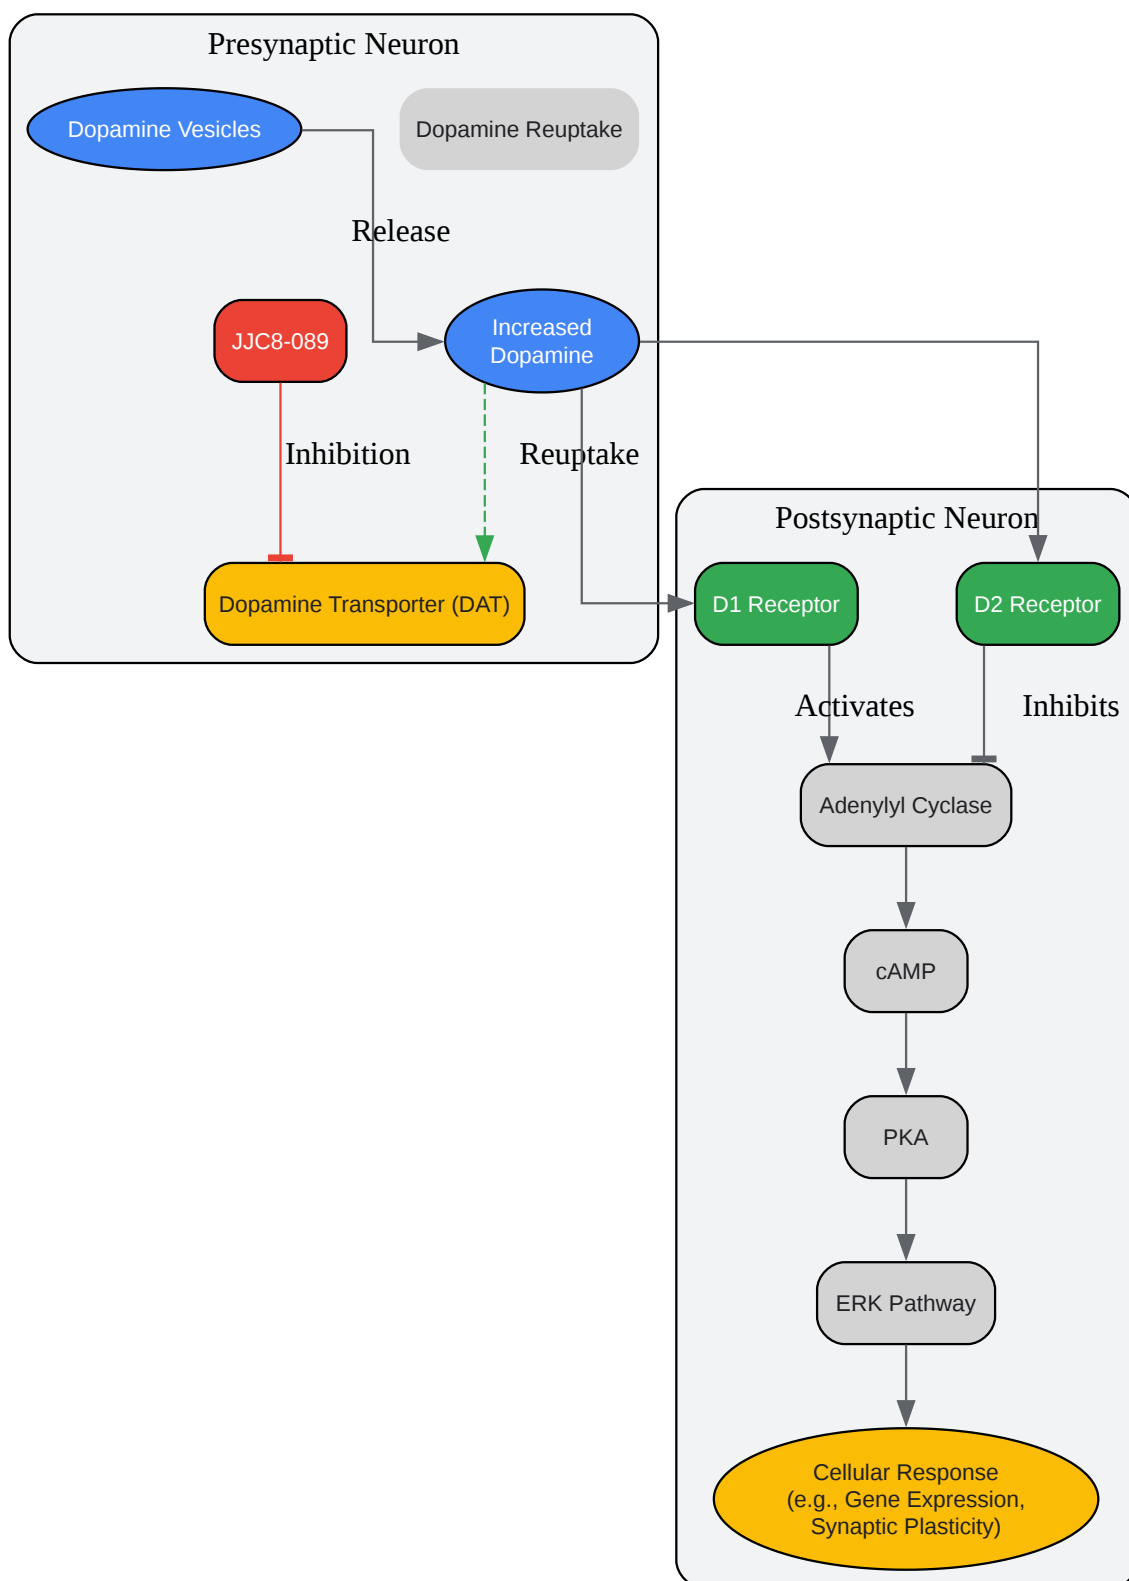 Presynaptic Neuron
Dopamine Vesicles
Dopamine Reuptake
Release
JJC8-089
Increased
Dopamine
Inhibition
Reuptake
Dopamine Transporter (DAT)
Postsynaptic Neuron
D1 Receptor
D2 Receptor
Activates
Inhibits
Adenylyl Cyclase
cAMP
PKA
ERK Pathway
Cellular Response
(e.g., Gene Expression,
Synaptic Plasticity)